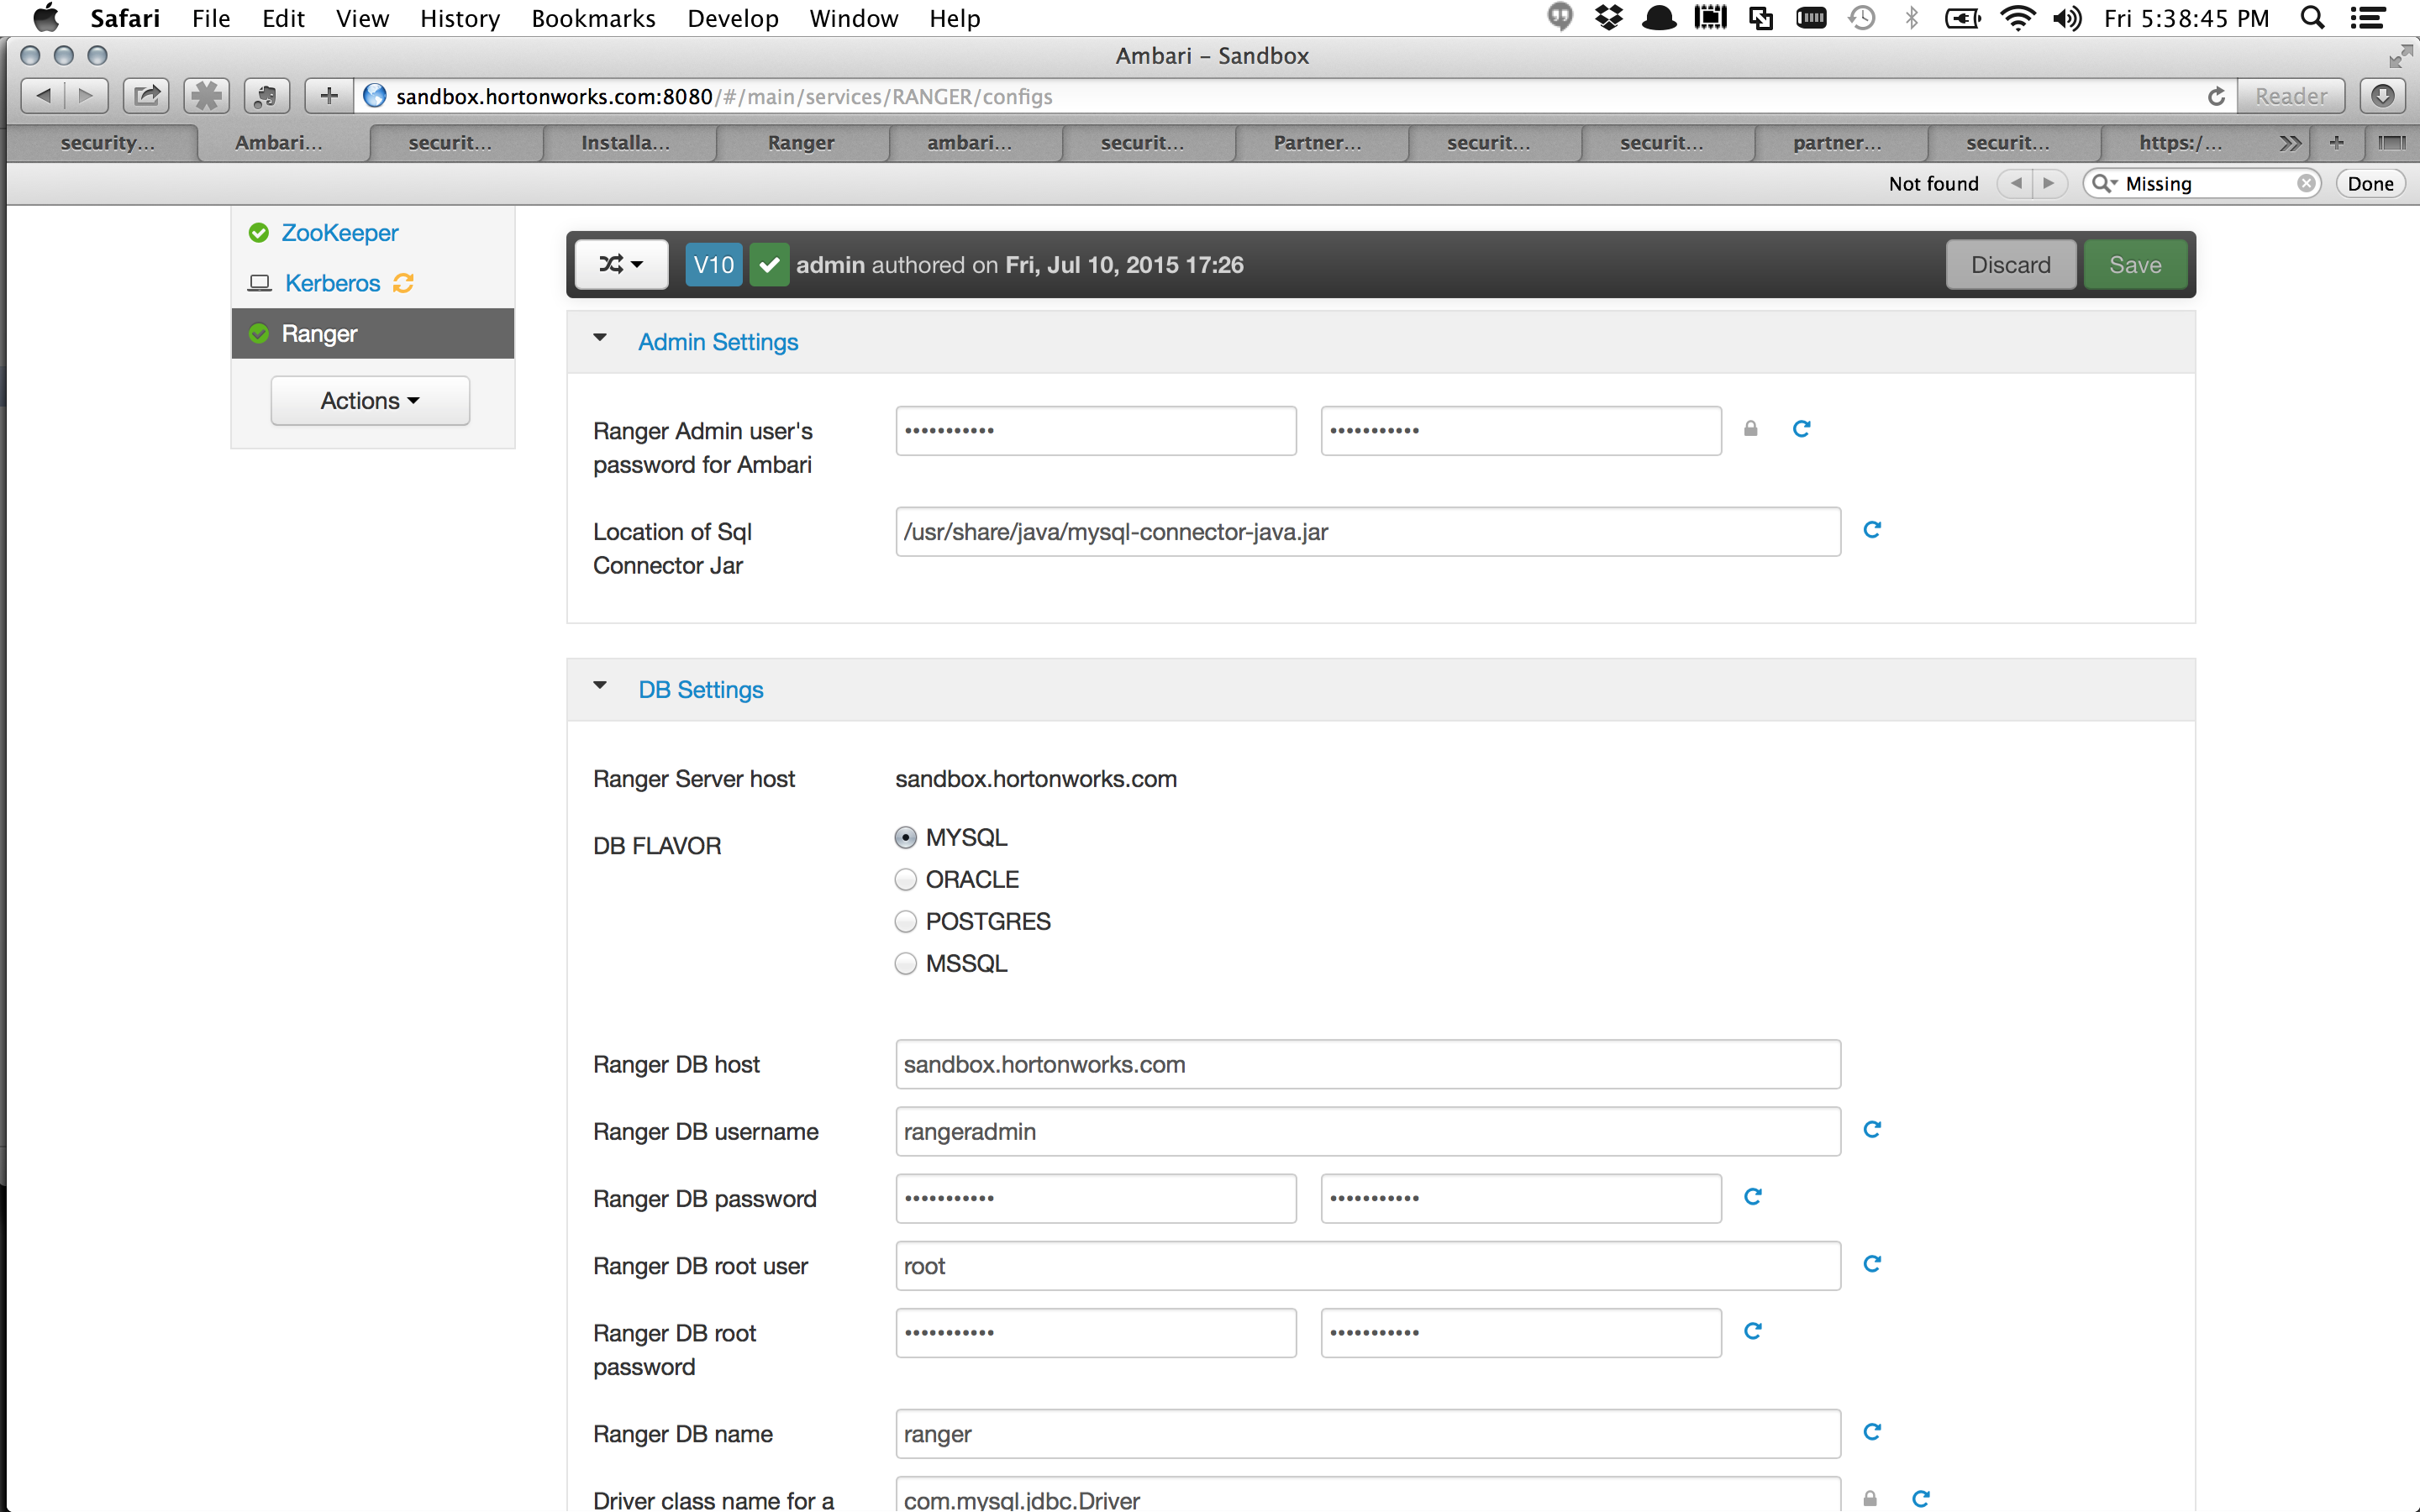 Safari File Edit View History Bookmarks Develop Window Help Fri 5:38:45 PM
Ambari – Sandbox
sandbox.hortonworks.com:8080/#/main/services/RANGER/configs Reader
security... Ambari... securit... Installa... Ranger ambari... securit... Partner... securit... securit... partner... securit... https:/...
Not found Missing Done
ZooKeeper
Kerberos
Ranger
Actions
V10 admin authored on Fri, Jul 10, 2015 17:26 Discard Save
Admin Settings
Ranger Admin user's
password for Ambari
••••••••••• •••••••••••
Location of Sql
Connector Jar
/usr/share/java/mysql-connector-java.jar
DB Settings
Ranger Server host sandbox.hortonworks.com
DB FLAVOR
MYSQL
ORACLE
POSTGRES
MSSQL
Ranger DB host sandbox.hortonworks.com
Ranger DB username rangeradmin
Ranger DB password ••••••••••• •••••••••••
Ranger DB root user root
Ranger DB root
password
••••••••••• •••••••••••
Ranger DB name ranger
Driver class name for a com.mysql.jdbc.Driver